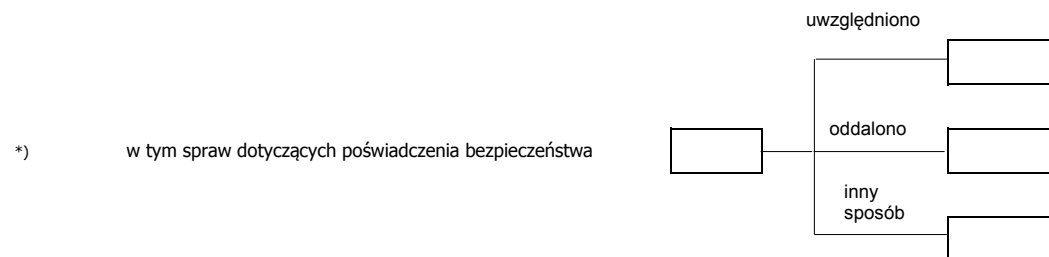 uwzględniono
*) w tym spraw dotyczących poświadczenia bezpieczeństwa
oddalono
inny
sposób